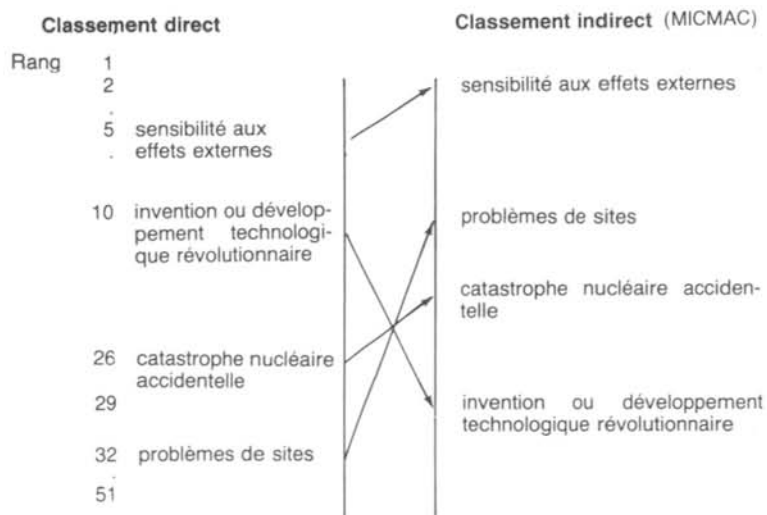 Classement direct
Classement indirect (MICMAC)
Rang 1
2
.
5 sensibilité aux
. effets externes
10 invention ou dévelop-
pement technologi-
que révolutionnaire
26 catastrophe nucléaire
accidentelle
29
32 problèmes de sites
.
51
sensibilité aux effets externes
problèmes de sites
catastrophe nucléaire acciden-
telle
invention ou développement
technologique révolutionnaire